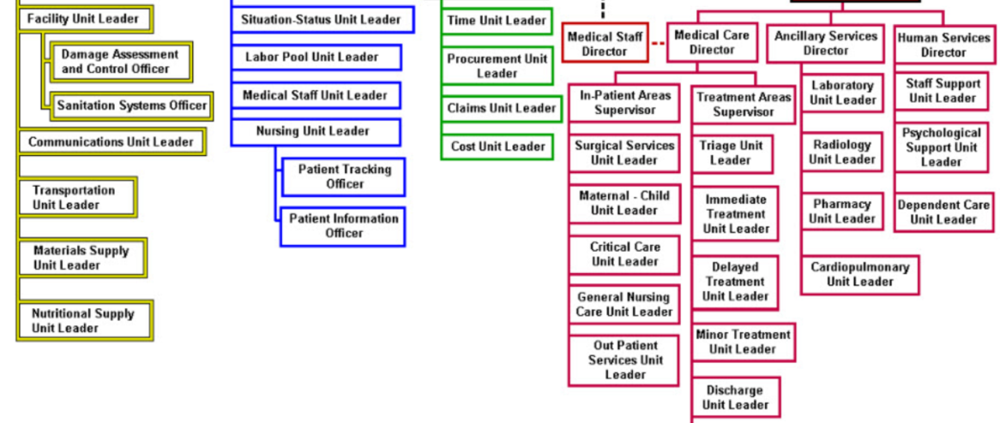 Facility Unit Leader
Damage Assessment
and Control Officer
Sanitation Systems Officer
Communications Unit Leader
Transportation
Unit Leader
Materials Supply
Unit Leader
Nutritional Supply
Unit Leader
Situation-Status Unit Leader
Labor Pool Unit Leader
Medical Staff Unit Leader
Nursing Unit Leader
Patient Tracking
Officer
Patient Information
Officer
Time Unit Leader
Procurement Unit
Leader
Claims Unit Leader
Cost Unit Leader
Medical Staff
Director
Medical Care
Director
In-Patient Areas
Supervisor
Surgical Services
Unit Leader
Maternal - Child
Unit Leader
Critical Care
Unit Leader
General Nursing
Care Unit Leader
Out Patient
Services Unit
Leader
Treatment Areas
Supervisor
Triage Unit
Leader
Immediate
Treatment
Unit Leader
Delayed
Treatment
Unit Leader
Minor Treatment
Unit Leader
Discharge
Unit Leader
Ancillary Services
Director
Laboratory
Unit Leader
Radiology
Unit Leader
Pharmacy
Unit Leader
Cardiopulmonary
Unit Leader
Human Services
Director
Staff Support
Unit Leader
Psychological
Support Unit
Leader
Dependent Care
Unit Leader